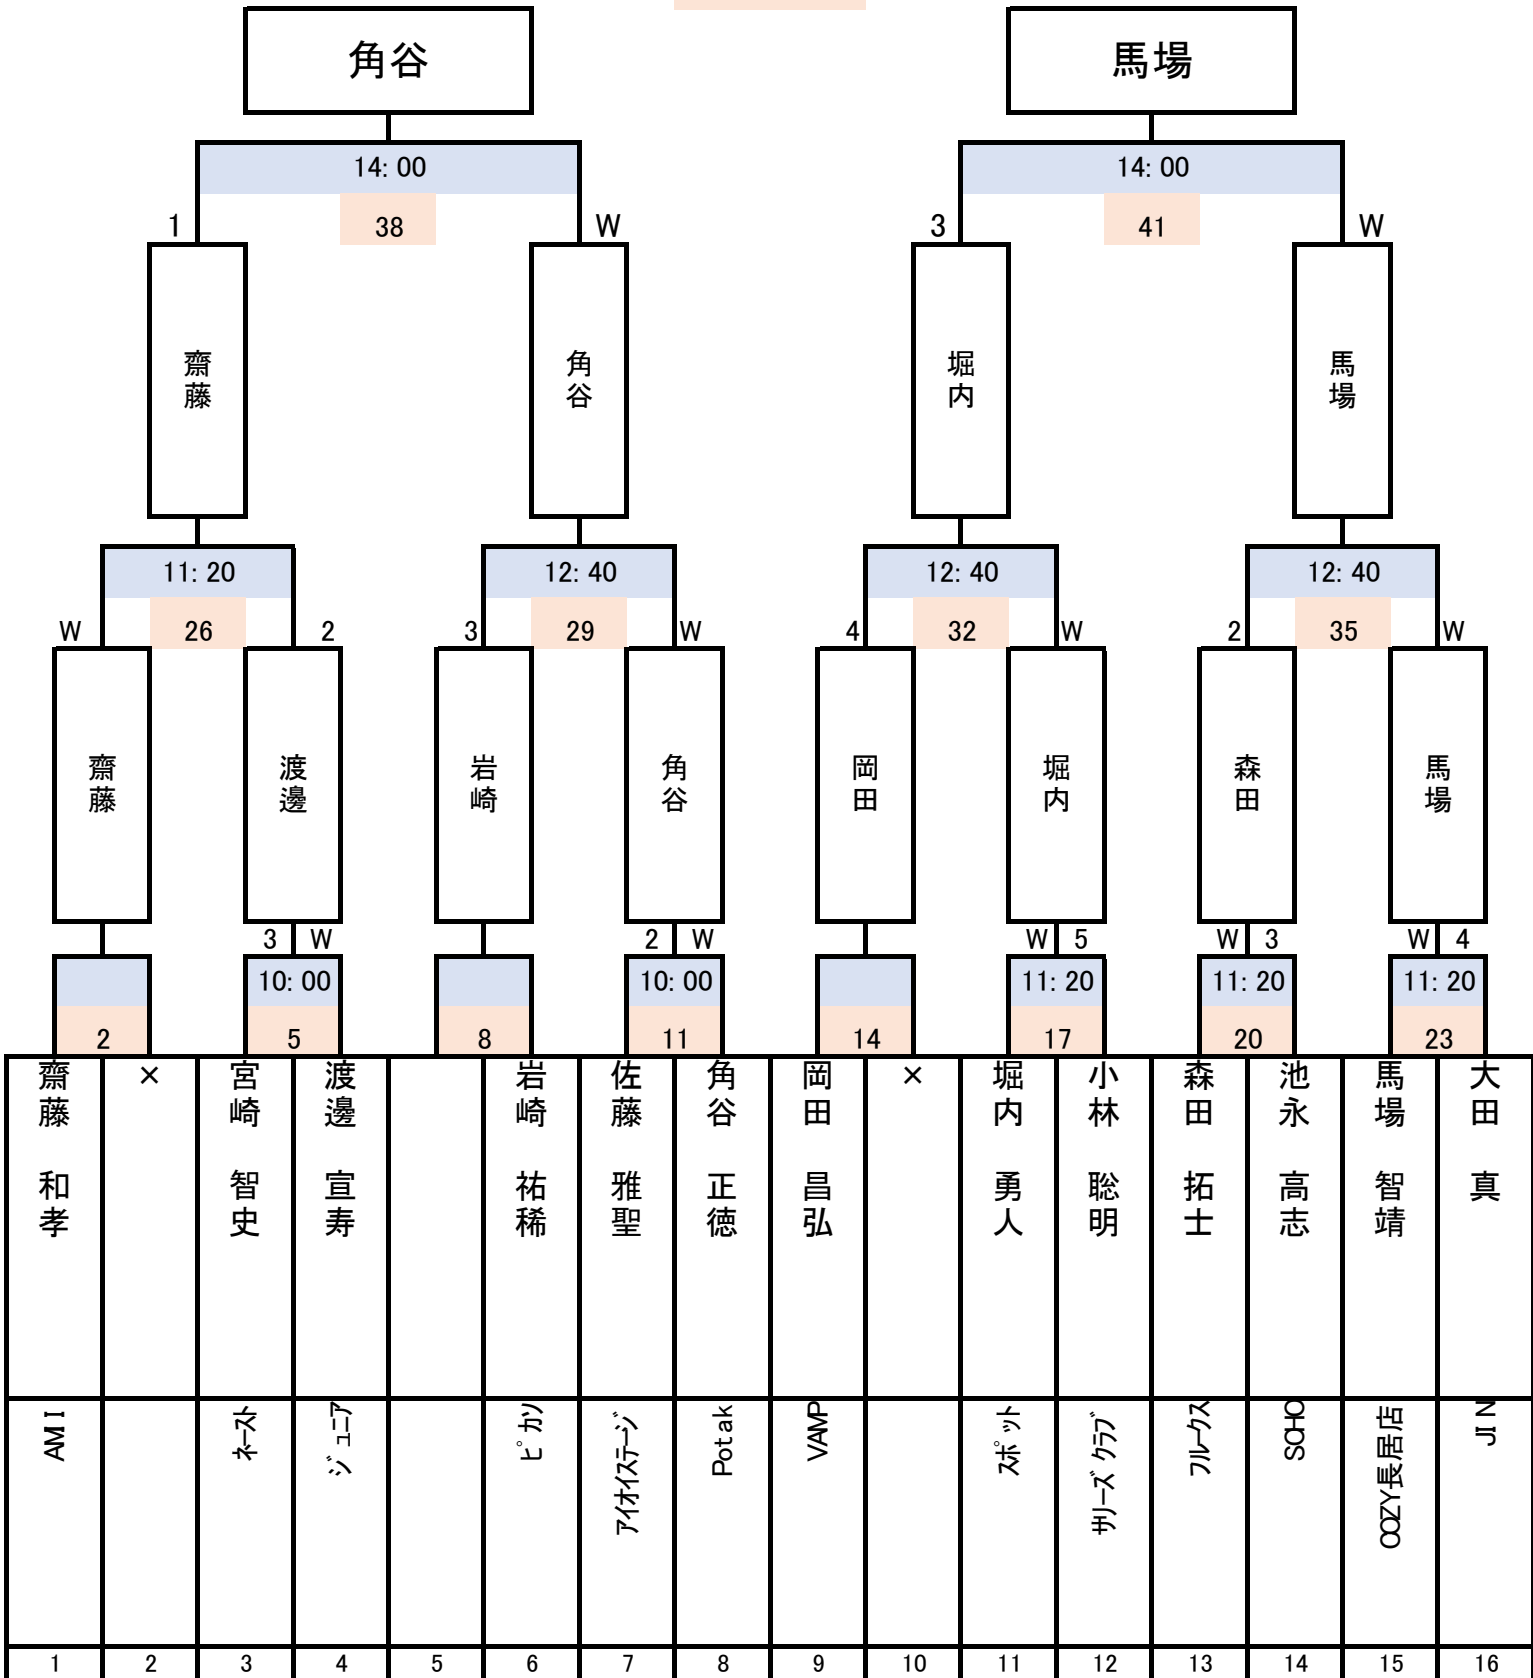 角谷 馬場
14:00 14:00
1 38 W 3 41 W
齋藤 角谷 堀内 馬場
11:20 12:40 12:40 12:40
W 26 2 3 29 W 4 32 W 2 35 W
齋藤 渡邊 岩崎 角谷 岡田 堀内 森田 馬場
3 W 2 W W 5 W 3 W 4
10:00 10:00 11:20 11:20 11:20
2 5 8 11 14 17 20 23
齋藤 和孝 × 宮崎 智史 渡邊 宣寿 岩崎 祐稀 佐藤 雅聖 角谷 正徳 岡田 昌弘 × 堀内 勇人 小林 聡明 森田 拓士 池永 高志 馬場 智靖 大田 真
AMI ネースト ジュニア ピカソ アイオイステージ Potak VAMP スポット サリーズクラブ フルークス SOHO COZY長居店 JIN
1 2 3 4 5 6 7 8 9 10 11 12 13 14 15 16